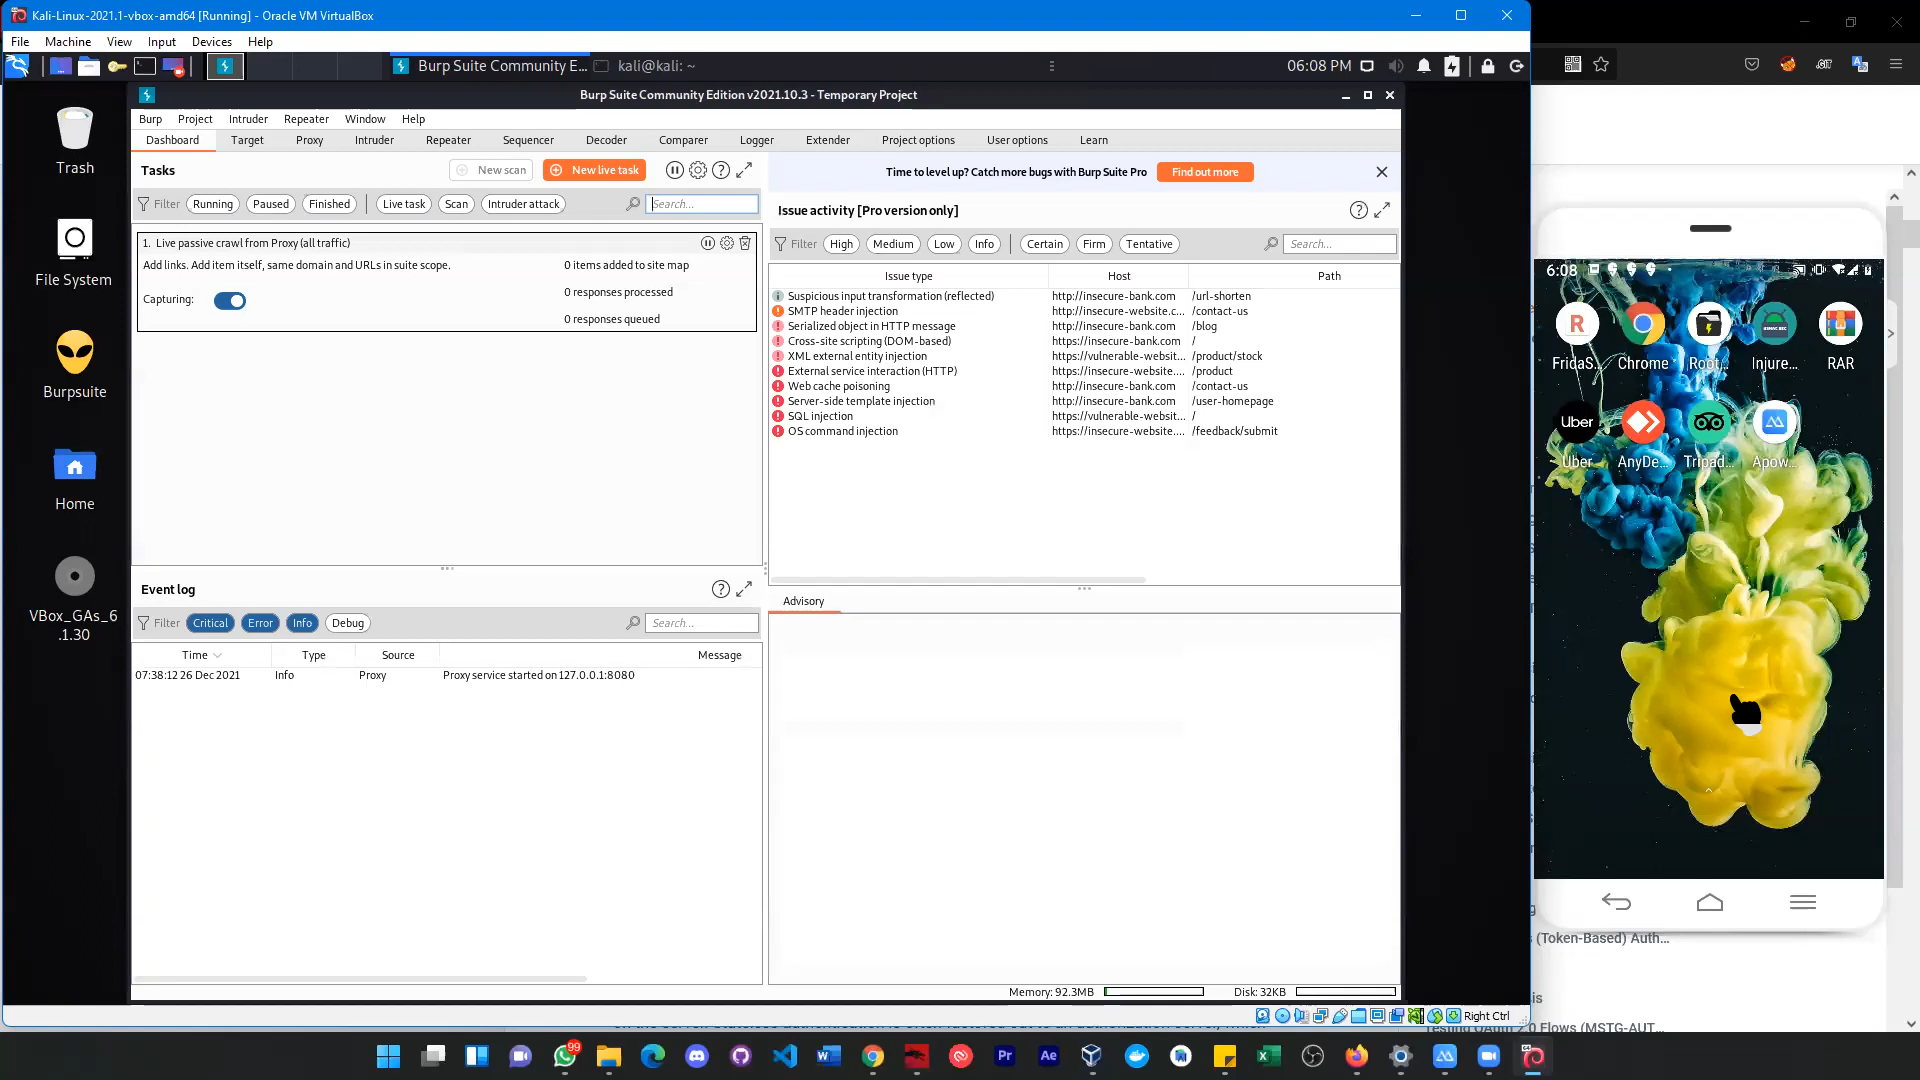 Kali-Linux-2021.1-vbox-amd64 [Running] - Oracle VM VirtualBox
File Machine View Input Devices Help
Burp Suite Community E... kali@kali: ~ 06:08 PM
Burp Suite Community Edition v2021.10.3 - Temporary Project
Burp Project Intruder Repeater Window Help
Dashboard Target Proxy Intruder Repeater Sequencer Decoder Comparer Logger Extender Project options User options Learn
Tasks New scan New live task
Time to level up? Catch more bugs with Burp Suite Pro Find out more
Filter Running Paused Finished Live task Scan Intruder attack Search...
Issue activity [Pro version only]
1. Live passive crawl from Proxy (all traffic)
Add links. Add item itself, same domain and URLs in suite scope. 0 items added to site map
0 responses processed
Capturing:
0 responses queued
Filter High Medium Low Info Certain Firm Tentative Search...
Issue type Host Path
Suspicious input transformation (reflected) http://insecure-bank.com /url-shorten
SMTP header injection http://insecure-website.c... /contact-us
Serialized object in HTTP message http://insecure-bank.com /blog
Cross-site scripting (DOM-based) https://insecure-bank.com /
XML external entity injection https://vulnerable-websit... /product/stock
External service interaction (HTTP) https://insecure-website.... /product
Web cache poisoning http://insecure-bank.com /contact-us
Server-side template injection http://insecure-bank.com /user-homepage
SQL injection https://vulnerable-websit... /
OS command injection https://insecure-website.... /feedback/submit
Event log
Filter Critical Error Info Debug Search...
Time Type Source Message
07:38:12 26 Dec 2021 Info Proxy Proxy service started on 127.0.0.1:8080
Advisory
Memory: 92.3MB Disk: 32KB
Right Ctrl
Trash
File System
Burpsuite
Home
VBox_GAs_6
.1.30
6:08
FridaS... Chrome Root... Injure... RAR
Uber
Uber AnyDe... Tripad... Apow...
(Token-Based) Auth...
sis
Testing OAuth 2.0 Flows (MSTG-AUT...
99
Pr Ae